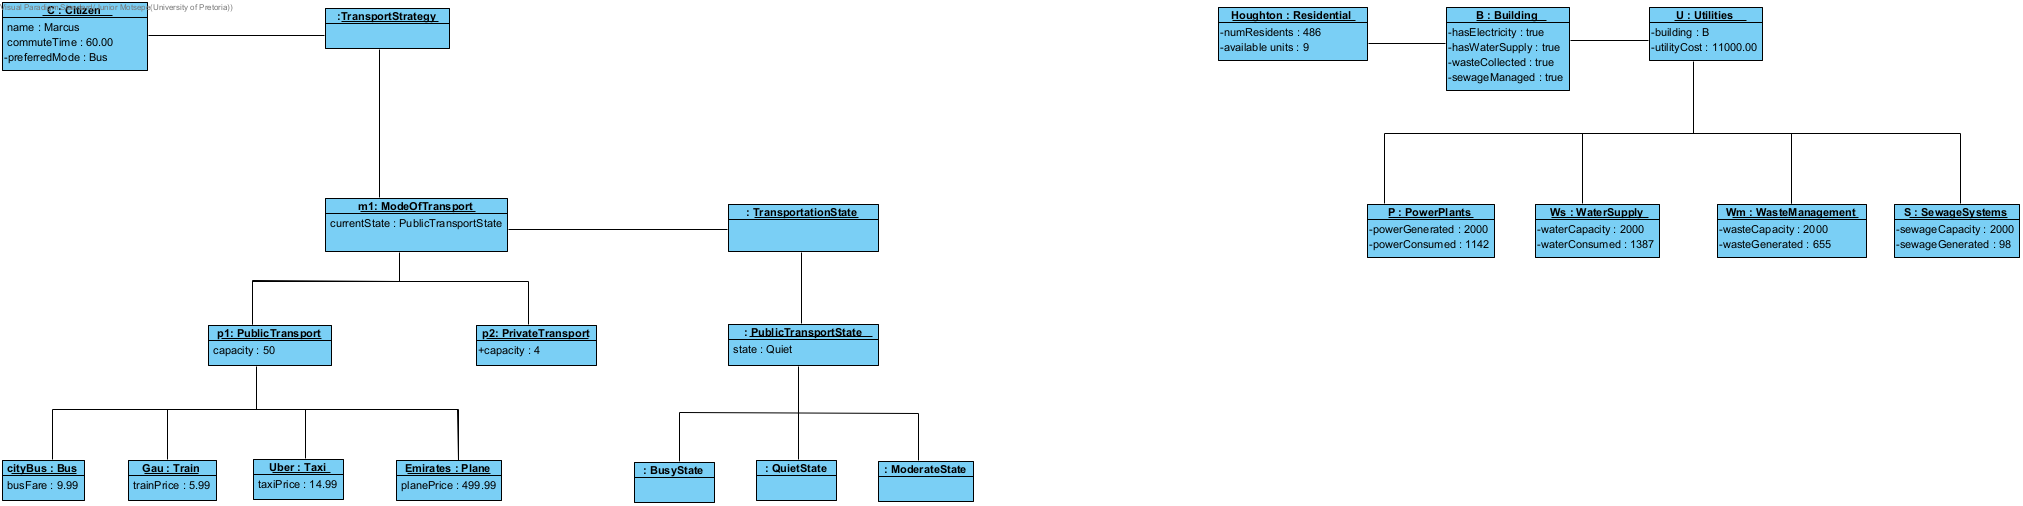 Visual Paradigm Standard(Junior Motsepe(University of Pretoria))
C : Citizen
name : Marcus
commuteTime : 60.00
-preferredMode : Bus
:TransportStrategy
Houghton : Residential
-numResidents : 486
-available units : 9
B : Building
-hasElectricity : true
-hasWaterSupply : true
-wasteCollected : true
-sewageManaged : true
U : Utilities
-building : B
-utilityCost : 11000.00
m1: ModeOfTransport
currentState : PublicTransportState
: TransportationState
P : PowerPlants
-powerGenerated : 2000
-powerConsumed : 1142
Ws : WaterSupply
-waterCapacity : 2000
-waterConsumed : 1387
Wm : WasteManagement
-wasteCapacity : 2000
-wasteGenerated : 655
S : SewageSystems
-sewageCapacity : 2000
-sewageGenerated : 98
p1: PublicTransport
capacity : 50
p2: PrivateTransport
+capacity : 4
: PublicTransportState
state : Quiet
cityBus : Bus
busFare : 9.99
Gau : Train
trainPrice : 5.99
Uber : Taxi
taxiPrice : 14.99
Emirates : Plane
planePrice : 499.99
: BusyState
: QuietState
: ModerateState